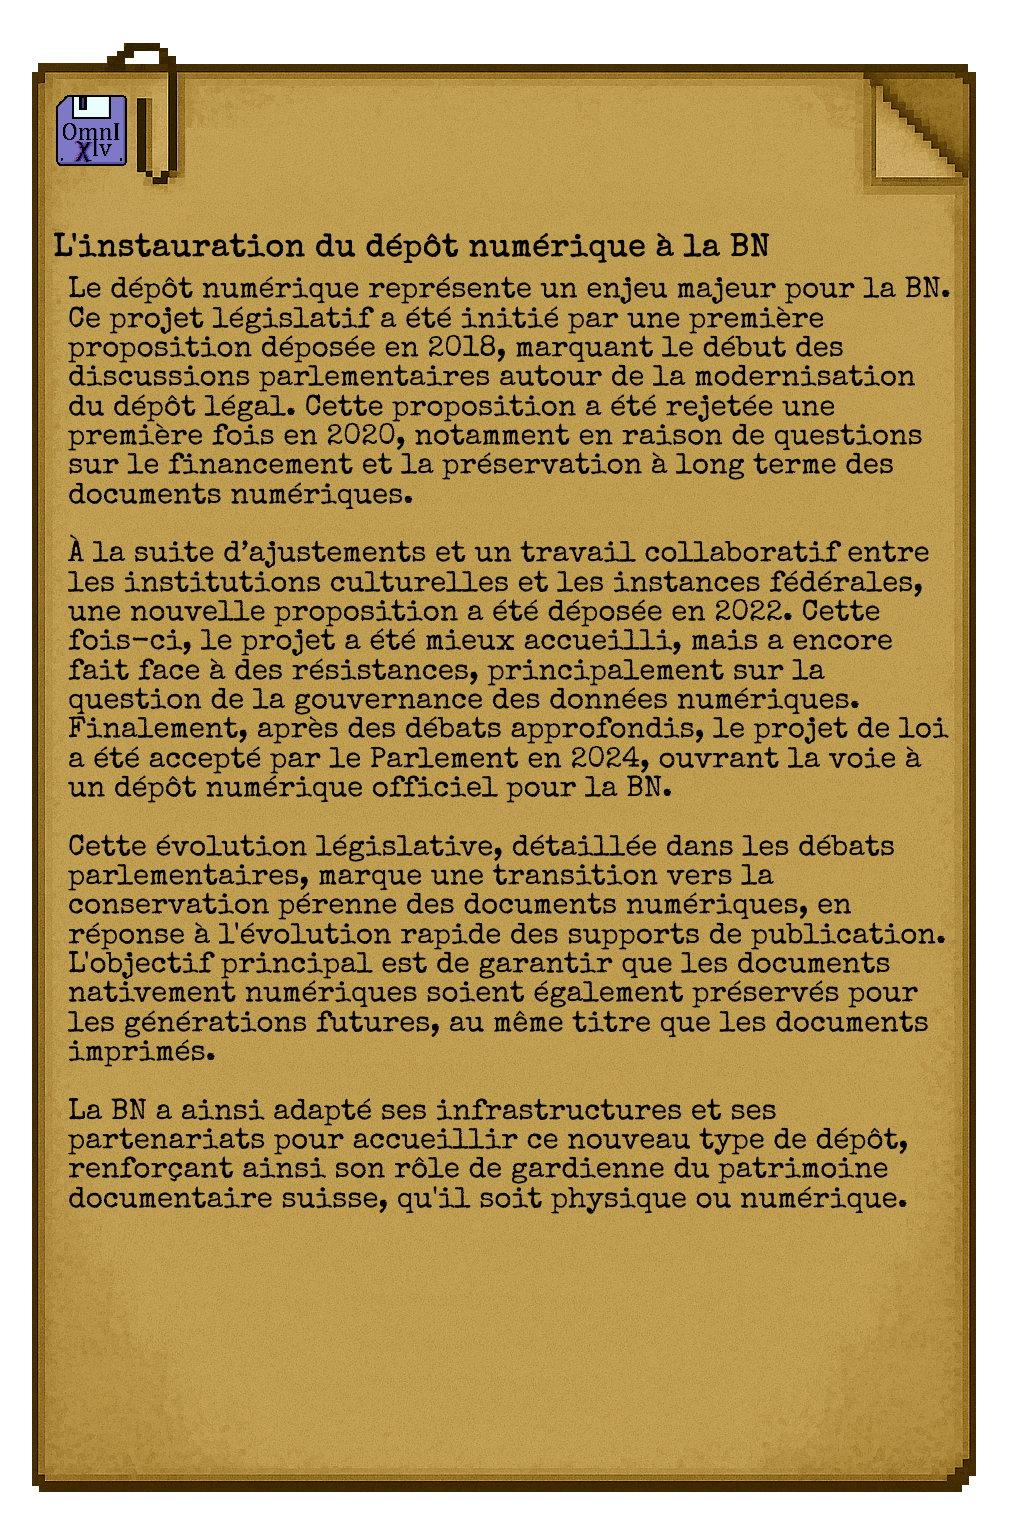 OmnI
χIv
L'instauration du dépôt numérique à la BN
Le dépôt numérique représente un enjeu majeur pour la BN.
Ce projet législatif a été initié par une première
proposition déposée en 2018, marquant le début des
discussions parlementaires autour de la modernisation
du dépôt légal. Cette proposition a été rejetée une
première fois en 2020, notamment en raison de questions
sur le financement et la préservation à long terme des
documents numériques.
À la suite d’ajustements et un travail collaboratif entre
les institutions culturelles et les instances fédérales,
une nouvelle proposition a été déposée en 2022. Cette
fois-ci, le projet a été mieux accueilli, mais a encore
fait face à des résistances, principalement sur la
question de la gouvernance des données numériques.
Finalement, après des débats approfondis, le projet de loi
a été accepté par le Parlement en 2024, ouvrant la voie à
un dépôt numérique officiel pour la BN.
Cette évolution législative, détaillée dans les débats
parlementaires, marque une transition vers la
conservation pérenne des documents numériques, en
réponse à l'évolution rapide des supports de publication.
L'objectif principal est de garantir que les documents
nativement numériques soient également préservés pour
les générations futures, au même titre que les documents
imprimés.
La BN a ainsi adapté ses infrastructures et ses
partenariats pour accueillir ce nouveau type de dépôt,
renforçant ainsi son rôle de gardienne du patrimoine
documentaire suisse, qu'il soit physique ou numérique.